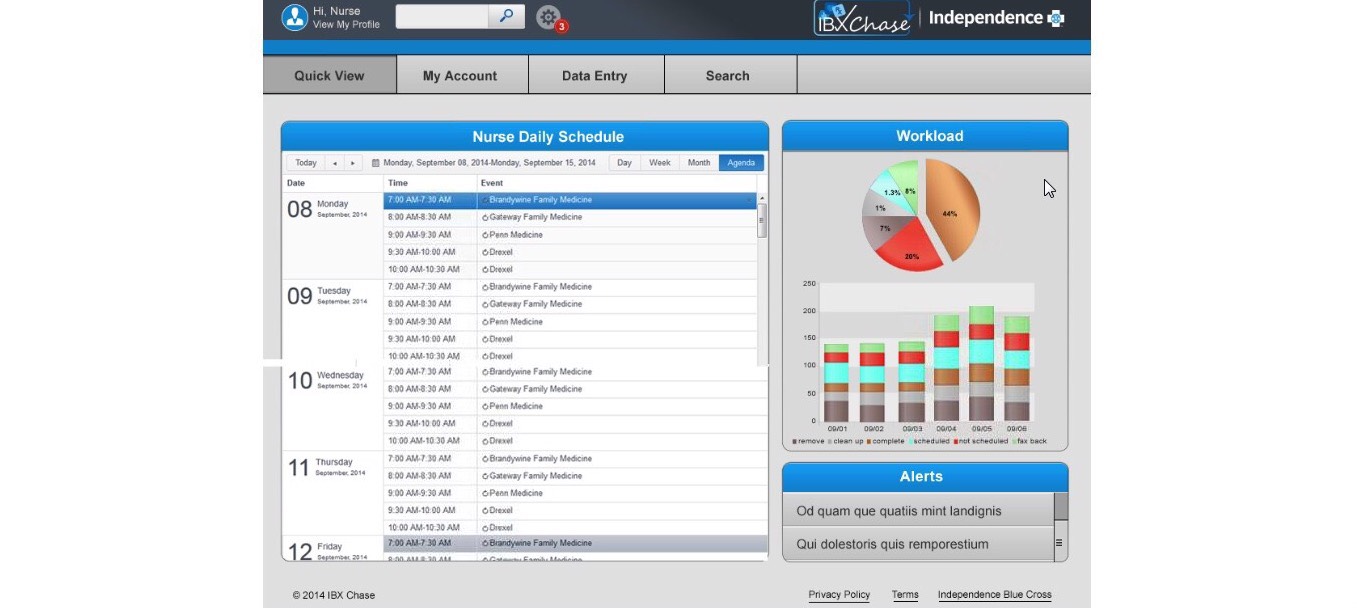 Hi, Nurse
View My Profile
3
IBXChase
Independence
Quick View
My Account
Data Entry
Search
Nurse Daily Schedule
Today
Monday, September 08, 2014-Monday, September 15, 2014
Day
Week
Month
Agenda
Date
Time
Event
08 Monday
September, 2014
7:00 AM-7:30 AM Brandywine Family Medicine
8:00 AM-8:30 AM Gateway Family Medicine
9:00 AM-9:30 AM Penn Medicine
9:30 AM-10:00 AM Drexel
10:00 AM-10:30 AM Drexel
09 Tuesday
September, 2014
7:00 AM-7:30 AM Brandywine Family Medicine
8:00 AM-8:30 AM Gateway Family Medicine
9:00 AM-9:30 AM Penn Medicine
9:30 AM-10:00 AM Drexel
10:00 AM-10:30 AM Drexel
10 Wednesday
September, 2014
7:00 AM-7:30 AM Brandywine Family Medicine
8:00 AM-8:30 AM Gateway Family Medicine
9:00 AM-9:30 AM Penn Medicine
9:30 AM-10:00 AM Drexel
10:00 AM-10:30 AM Drexel
11 Thursday
September, 2014
7:00 AM-7:30 AM Brandywine Family Medicine
8:00 AM-8:30 AM Gateway Family Medicine
9:00 AM-9:30 AM Penn Medicine
9:30 AM-10:00 AM Drexel
10:00 AM-10:30 AM Drexel
12 Friday
September, 2014
7:00 AM-7:30 AM Brandywine Family Medicine
8:00 AM-8:30 AM Gateway Family Medicine
Workload
8%
1.3%
1%
7%
26%
44%
250
200
150
100
50
0
09/01 09/02 09/03 09/04 09/05 09/06
remove clean up complete scheduled not scheduled fax back
Alerts
Od quam que quatiis mint landignis
Qui dolestoris quis remporestium
© 2014 IBX Chase
Privacy Policy
Terms
Independence Blue Cross